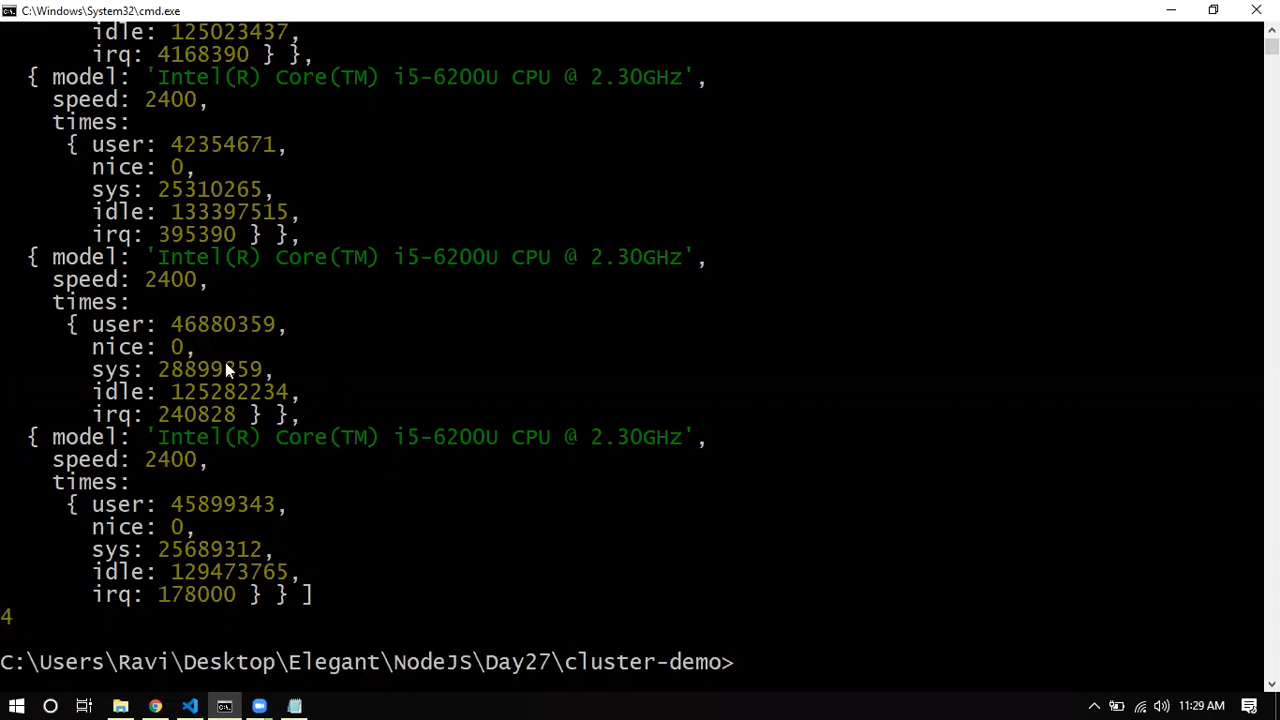 C:\Windows\System32\cmd.exe
idle: 125023437,
irq: 4168390 } },
{ model: 'Intel(R) Core(TM) i5-6200U CPU @ 2.30GHz',
speed: 2400,
times:
{ user: 42354671,
nice: 0,
sys: 25310265,
idle: 133397515,
irq: 395390 } },
{ model: 'Intel(R) Core(TM) i5-6200U CPU @ 2.30GHz',
speed: 2400,
times:
{ user: 46880359,
nice: 0,
idle: 125282234,
irq: 240828 } },
{ model: 'Intel(R) Core(TM) i5-6200U CPU @ 2.30GHz',
speed: 2400,
times:
{ user: 45899343,
nice: 0,
sys: 25689312,
idle: 129473765,
irq: 178000 } } ]
4
C:\Users\Ravi\Desktop\Elegant\NodeJS\Day27\cluster-demo>
11:29 AM